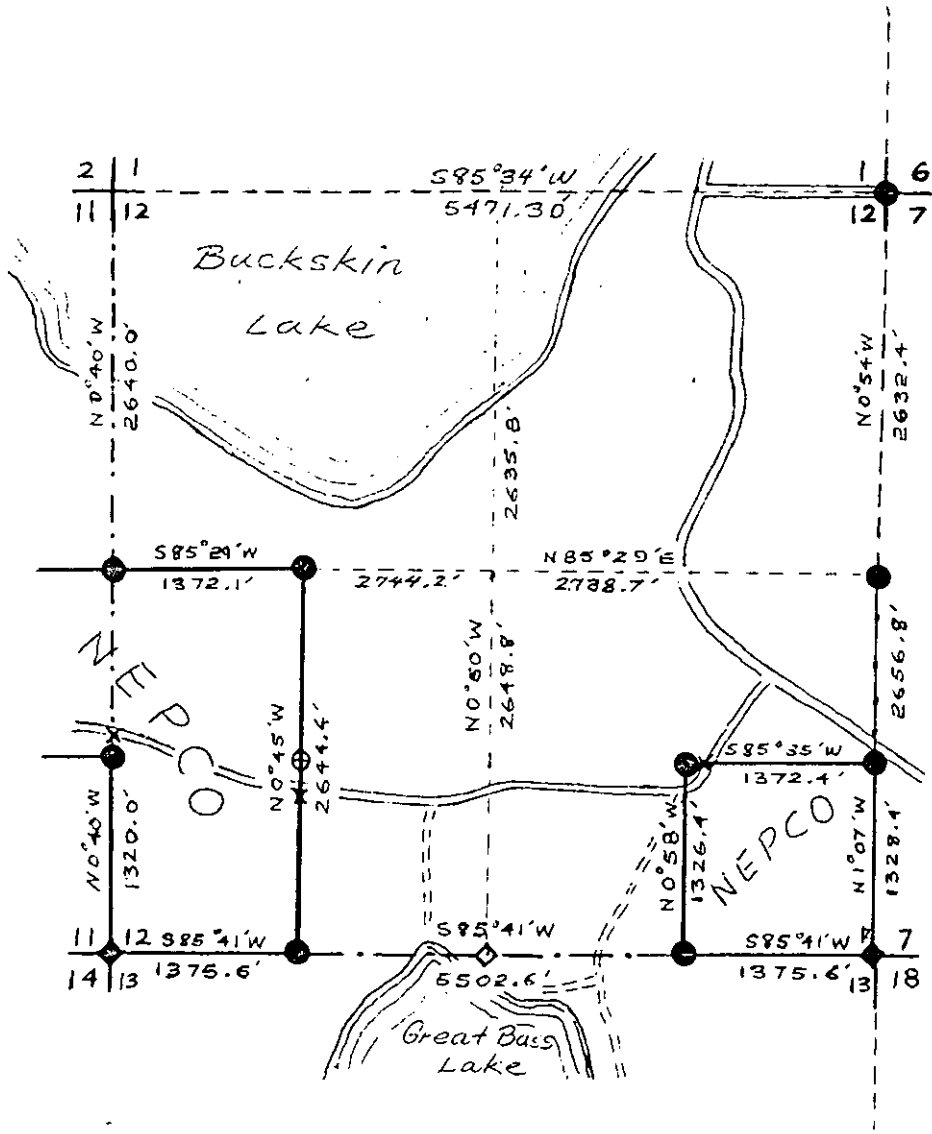 2 1
S85°34'W
1 6
11 12
5471.30'
12 7
Buckskin
Lake
N0°40'W
2640.0'
N0°54'W
2632.4'
2635.8'
S85°29'W
N85°29'E
1372.1'
2744.2'
2738.7'
NEPCO
N0°50'W
2648.8'
2656.8'
N0°45'W
2644.4'
S85°35'W
1372.4'
N0°40'W
1320.0'
N0°58'W
1326.4'
NEPCO
N1°07'W
1328.4'
11 12
S85°41'W
S85°41'W
S85°41'W
7
14 13
1375.6'
5502.6'
1375.6'
13 18
Great Bass
Lake